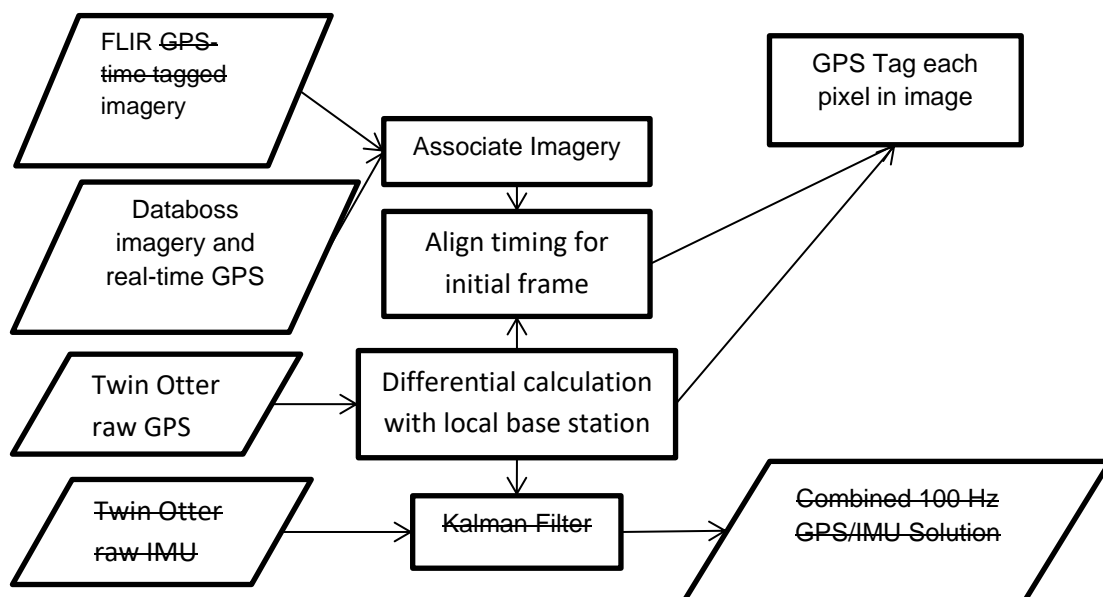 FLIR GPS-
time tagged
imagery
GPS Tag each
pixel in image
Associate Imagery
Databoss
imagery and
real-time GPS
Align timing for
initial frame
Twin Otter
raw GPS
Differential calculation
with local base station
Twin Otter
raw IMU
Kalman Filter
Combined 100 Hz
GPS/IMU Solution